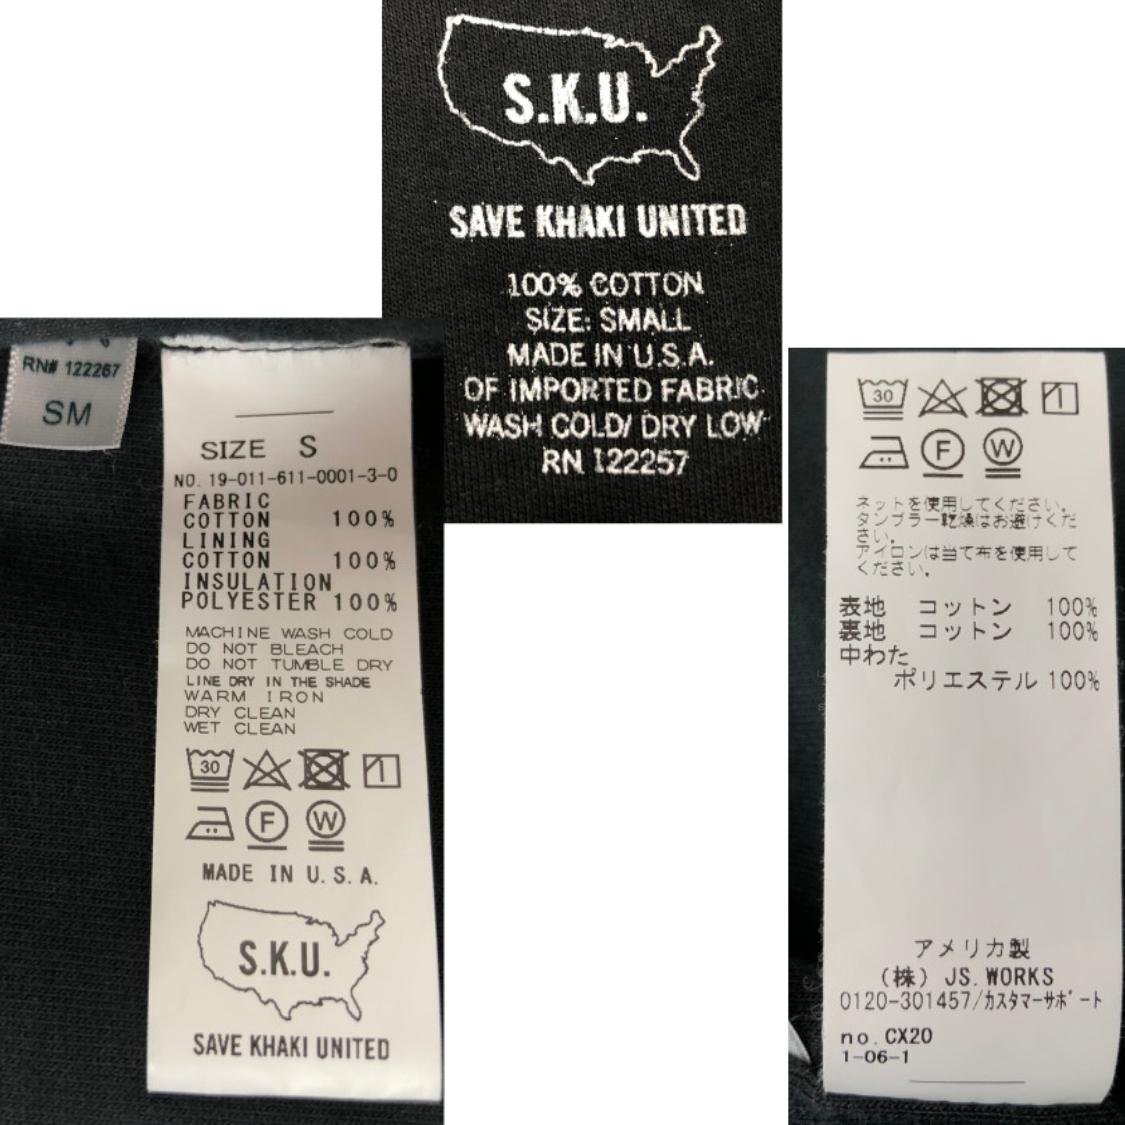 S.K.U.
SAVE KHAKI UNITED
100% COTTON
SIZE: SMALL
MADE IN U.S.A.
OF IMPORTED FABRIC
WASH COLD/ DRY LOW
RN 122257
RN# 122267
SM
SIZE S
NO. 19-011-611-0001-3-0
FABRIC
COTTON 100%
LINING
COTTON 100%
INSULATION
POLYESTER 100%
MACHINE WASH COLD
DO NOT BLEACH
DO NOT TUMBLE DRY
LINE DRY IN THE SHADE
WARM IRON
DRY CLEAN
WET CLEAN
30
F W
MADE IN U.S.A.
S.K.U.
SAVE KHAKI UNITED
30
F W
ネットを使用してください。
タンブラー乾燥はお避けくだ
さい。
アイロンは当て布を使用して
ください。
表地 コットン 100%
裏地 コットン 100%
中わた
ポリエステル 100%
アメリカ製
(株) JS.WORKS
0120-301457/カスタマーサポート
no.CX20
1-06-1